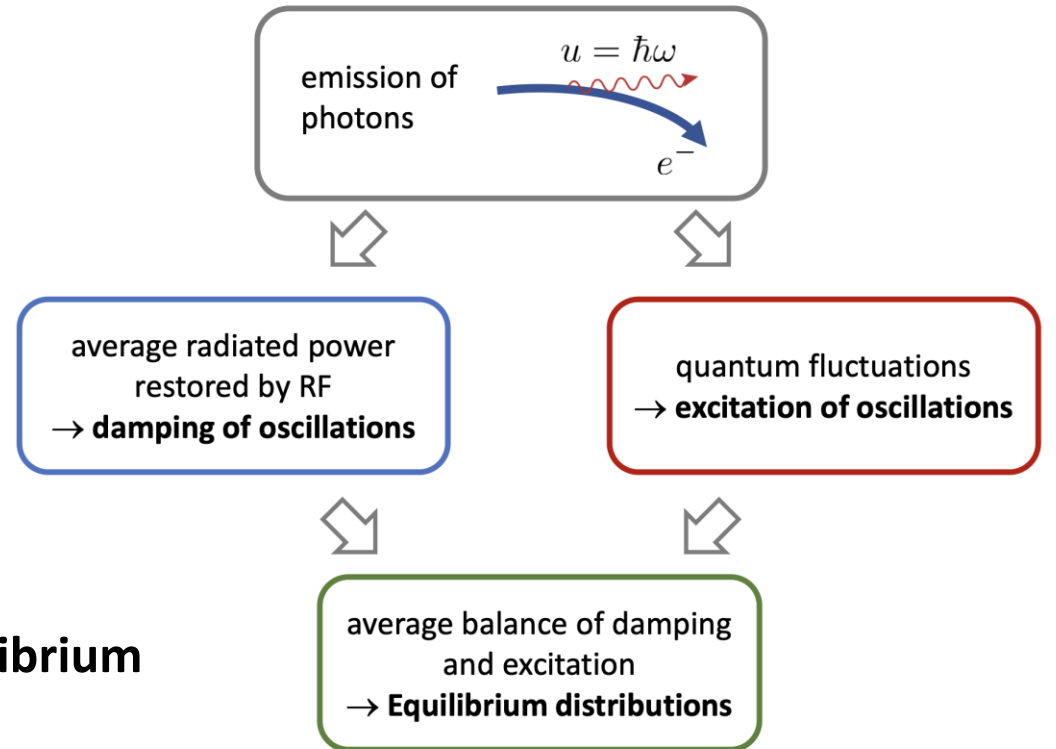 emission of
photons
u = ħω
e⁻
average radiated power
restored by RF
→ damping of oscillations
quantum fluctuations
→ excitation of oscillations
average balance of damping
and excitation
→ Equilibrium distributions
librium